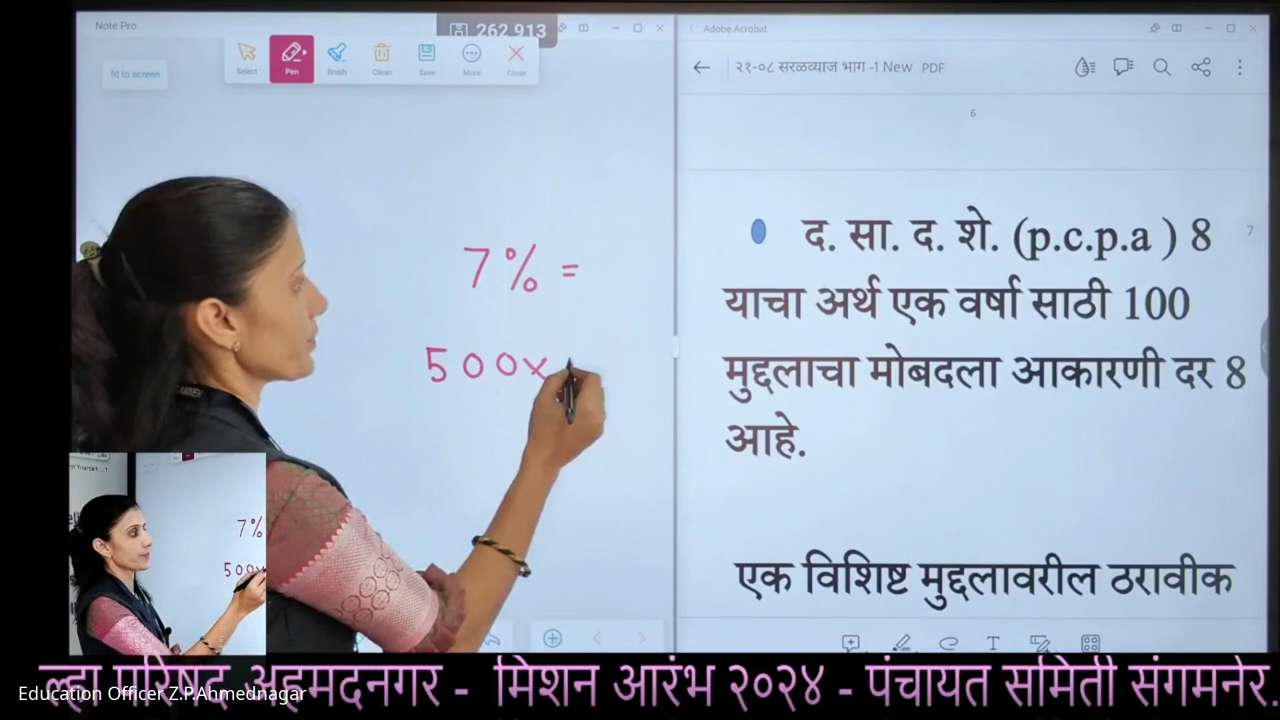 Note Pro
262,913
Select Pen Brush Clean Save More Close
fit to screen
7% =
500x
Adobe Acrobat
२१-०८ सरळव्याज भाग -1 New PDF
6
7
द. सा. द. शे. (p.c.p.a ) 8
याचा अर्थ एक वर्षा साठी 100
मुद्दलाचा मोबदला आकारणी दर 8
आहे.
एक विशिष्ट मुद्दलावरील ठरावीक
7%
500x
ल्हा परिषद अहमदनगर - मिशन आरंभ २०२४ - पंचायत समिती संगमनेर.
Education Officer Z.P.Ahmednagar